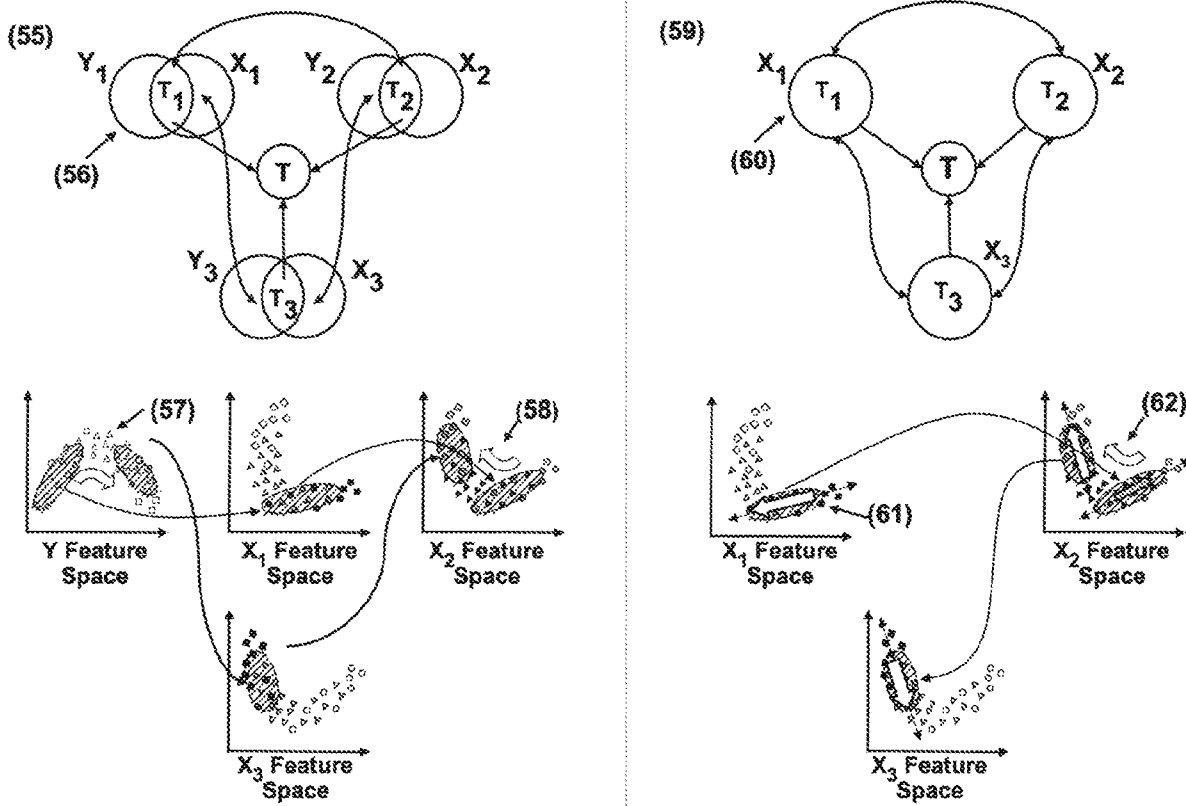 (55)
Y1 X1 Y2 X2
T1 T2
(56)
T
Y3 X3
T3
(57)
(58)
Y Feature
Space
X1 Feature
Space
X2 Feature
Space
X3 Feature
Space
(59)
X1 X2
T1 T2
(60)
T
X3
T3
(61)
(62)
X1 Feature
Space
X2 Feature
Space
X3 Feature
Space